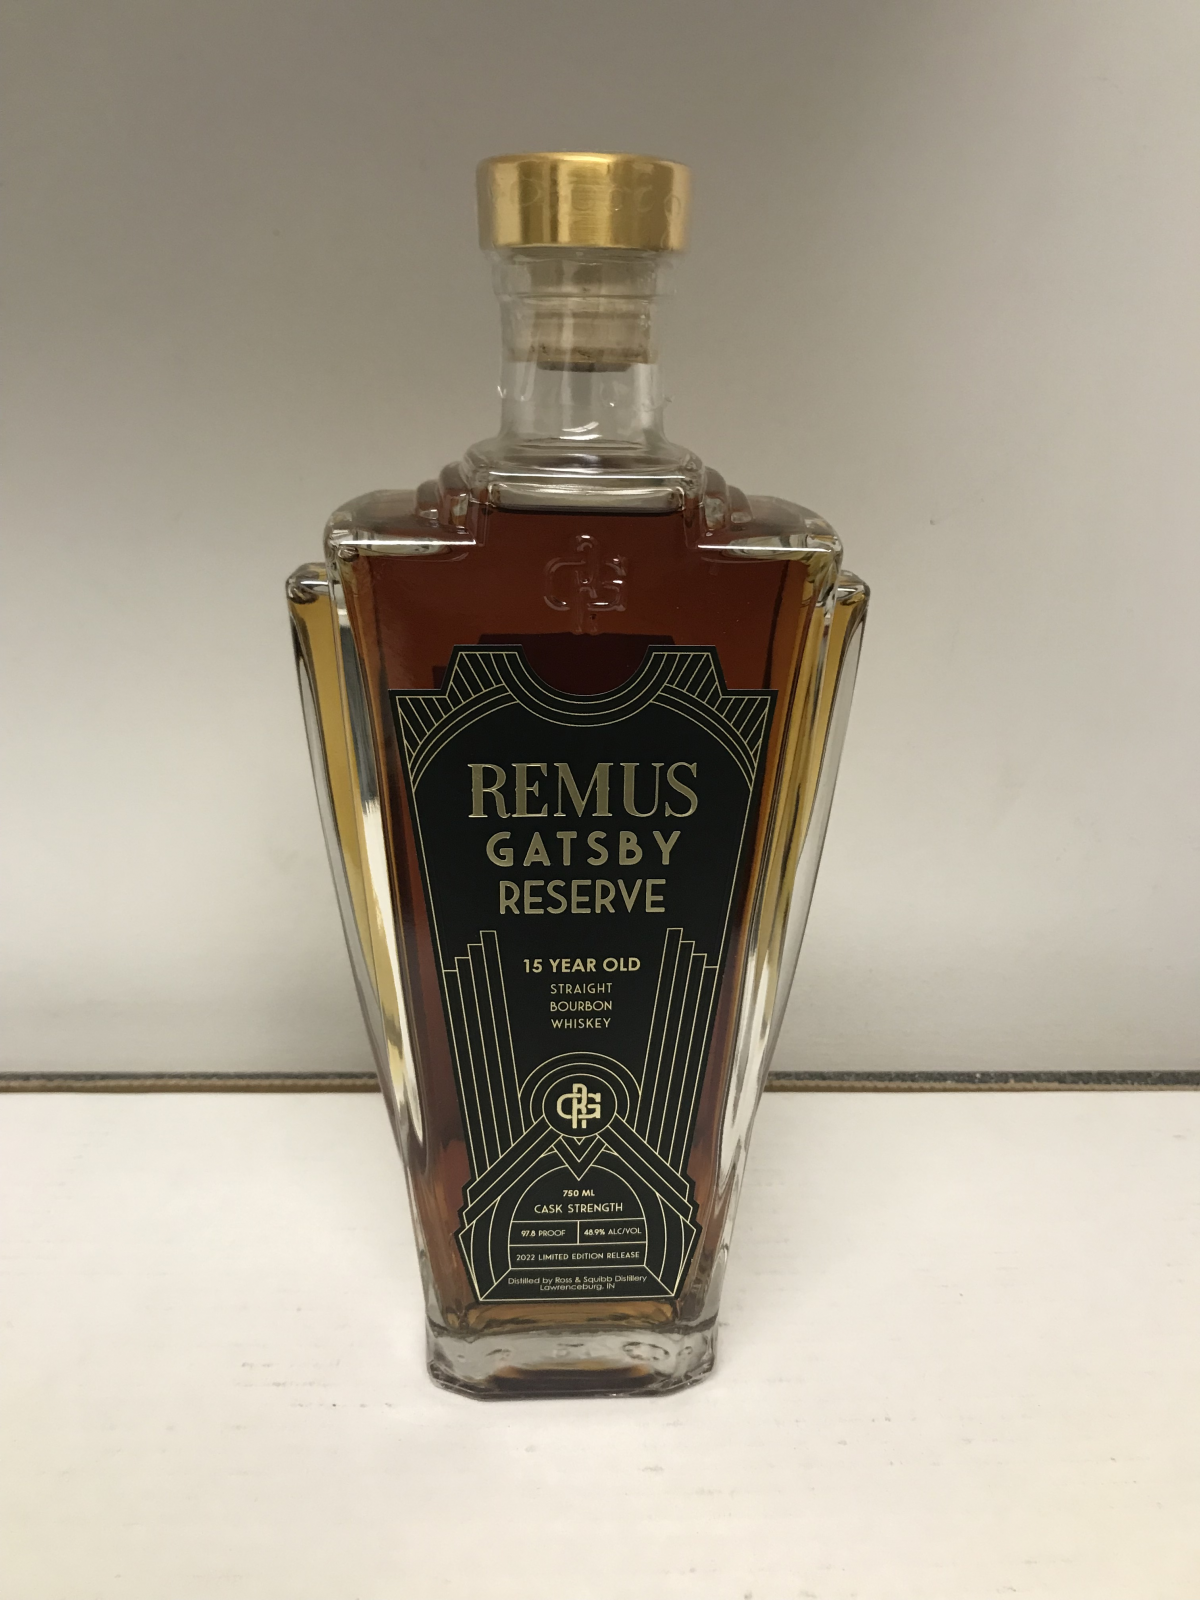 REMUS
GATSBY
RESERVE
15 YEAR OLD
STRAIGHT
BOURBON
WHISKEY
750 ML
CASK STRENGTH
97.8 PROOF 48.9% ALC/VOL
2022 LIMITED EDITION RELEASE
Distilled by Ross & Squibb Distillery
Lawrenceburg, IN